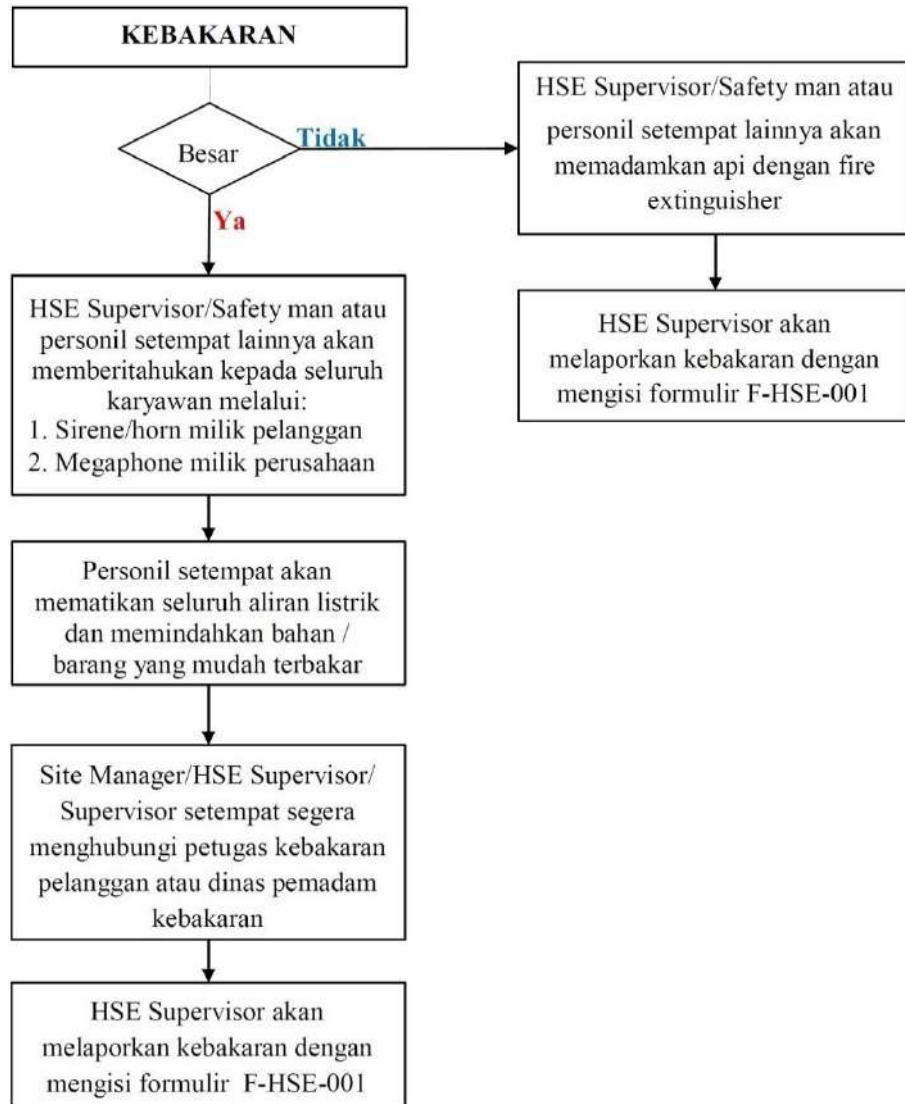 KEBAKARAN
Besar
Tidak
HSE Supervisor/Safety man atau
personil setempat lainnya akan
memadamkan api dengan fire
extinguisher
HSE Supervisor akan
melaporkan kebakaran dengan
mengisi formulir F-HSE-001
Ya
HSE Supervisor/Safety man atau
personil setempat lainnya akan
memberitahukan kepada seluruh
karyawan melalui:
1. Sirene/horn milik pelanggan
2. Megaphone milik perusahaan
Personil setempat akan
mematikan seluruh aliran listrik
dan memindahkan bahan /
barang yang mudah terbakar
Site Manager/HSE Supervisor/
Supervisor setempat segera
menghubungi petugas kebakaran
pelanggan atau dinas pemadam
kebakaran
HSE Supervisor akan
melaporkan kebakaran dengan
mengisi formulir F-HSE-001